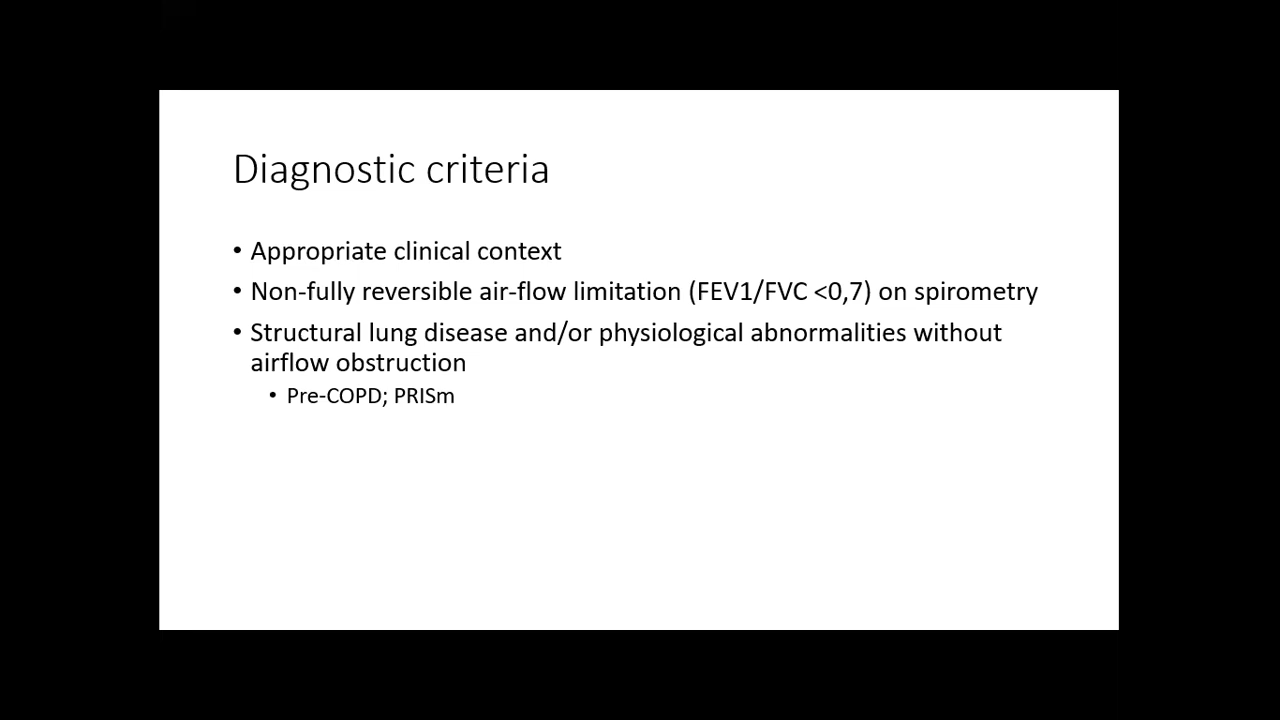 Diagnostic criteria
• Appropriate clinical context
• Non-fully reversible air-flow limitation (FEV1/FVC <0,7) on spirometry
• Structural lung disease and/or physiological abnormalities without
airflow obstruction
• Pre-COPD; PRISm